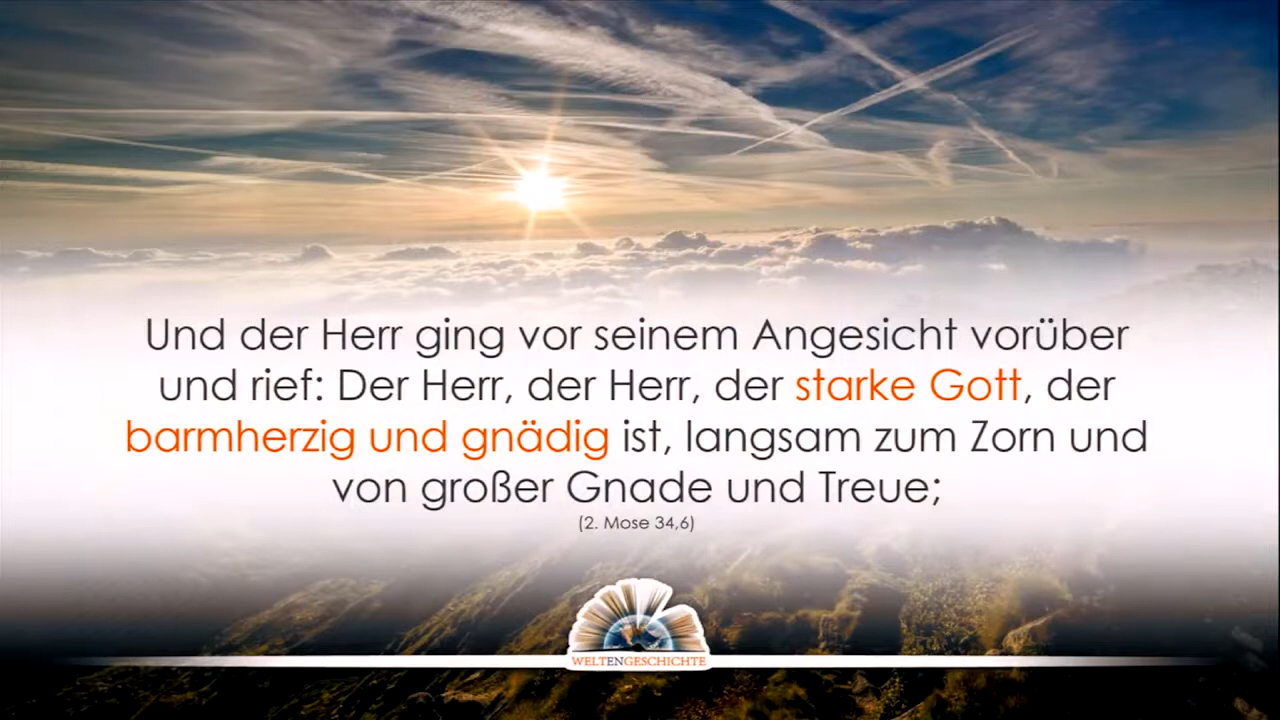 Und der Herr ging vor seinem Angesicht vorüber
und rief: Der Herr, der Herr, der starke Gott, der
barmherzig und gnädig ist, langsam zum Zorn und
von großer Gnade und Treue;
(2. Mose 34,6)
WELTENGESCHICHTE